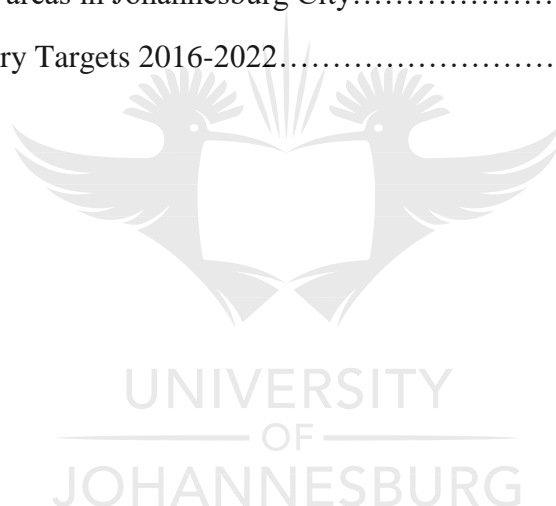 areas in Johannesburg City………………
ry Targets 2016-2022………………………
UNIVERSITY
OF
JOHANNESBURG